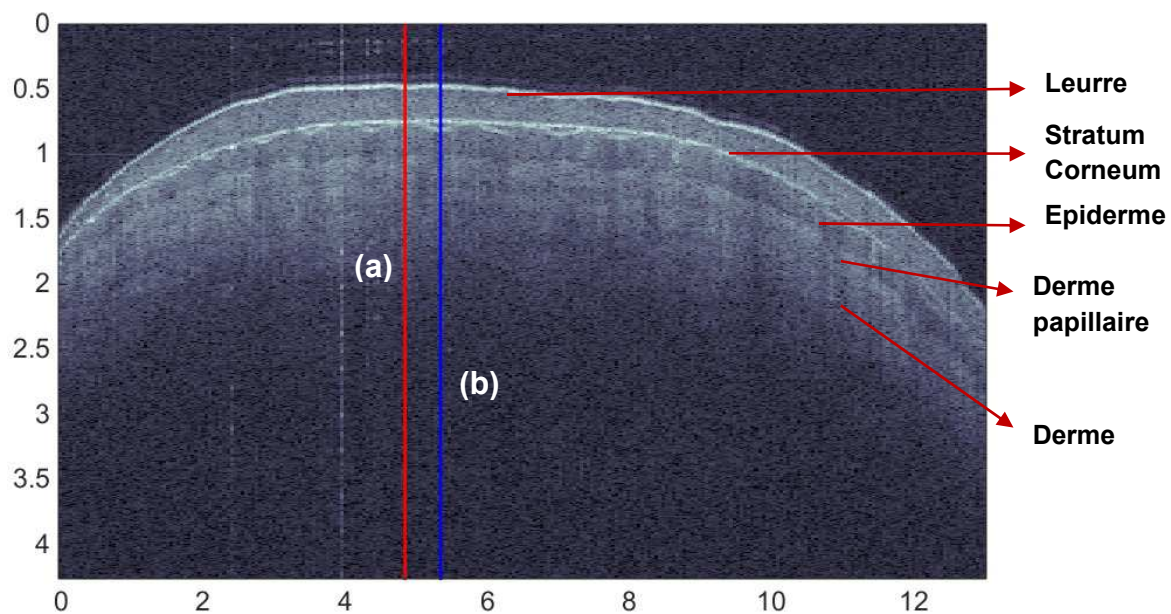 0
0.5
1
1.5
2
2.5
3
3.5
4
0 2 4 6 8 10 12
(a)
(b)
Leurre
Stratum
Corneum
Epiderme
Derme
papillaire
Derme